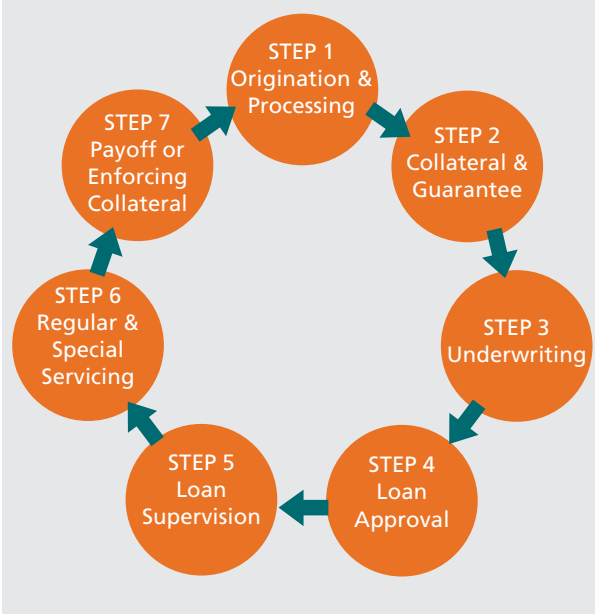 STEP 1
Origination &
Processing
STEP 2
Collateral &
Guarantee
STEP 3
Underwriting
STEP 4
Loan
Approval
STEP 5
Loan
Supervision
STEP 6
Regular &
Special
Servicing
STEP 7
Payoff or
Enforcing
Collateral